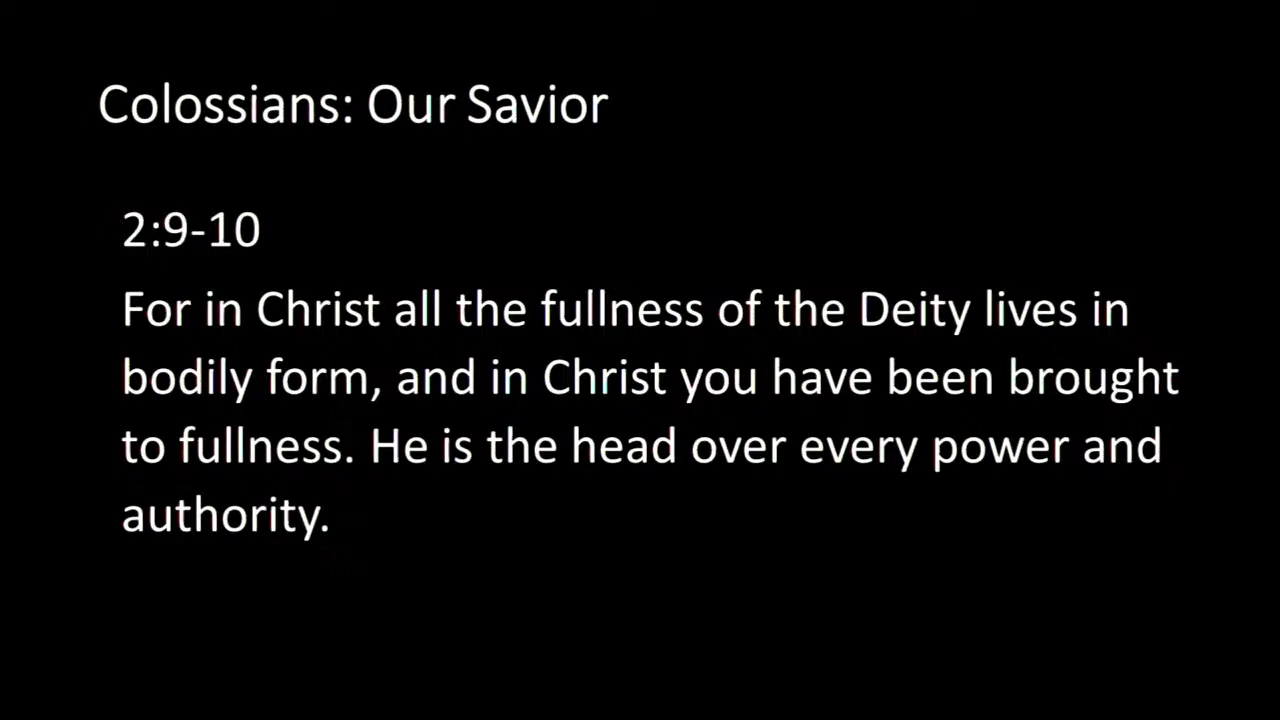 Colossians: Our Savior
2:9-10
For in Christ all the fullness of the Deity lives in
bodily form, and in Christ you have been brought
to fullness. He is the head over every power and
authority.